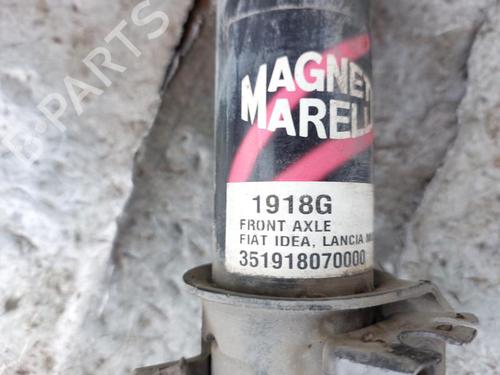 B-PARTS
MAGNET
MARELL
1918G
FRONT AXLE
FIAT IDEA, LANCIA
351918070000